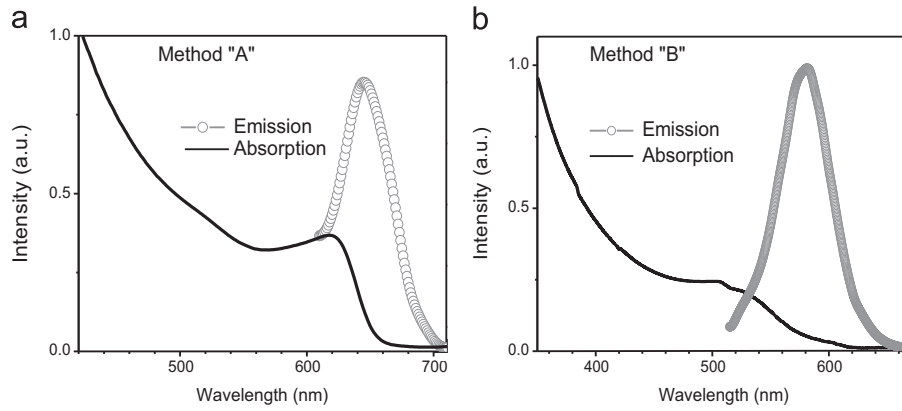 a
Method "A"
Emission
Absorption
Intensity (a.u.)
1.0
0.5
0.0
500
600
700
Wavelength (nm)
b
Method "B"
Emission
Absorption
Intensity (a.u.)
1.0
0.5
0.0
400
500
600
Wavelength (nm)